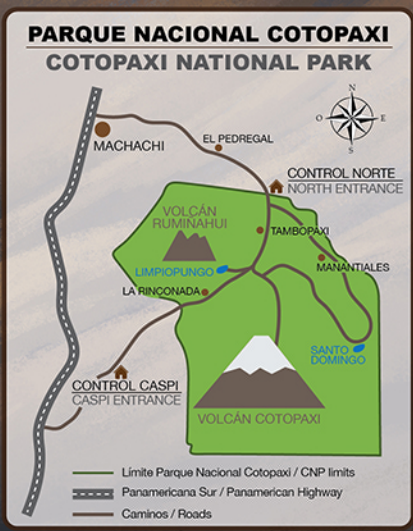 PARQUE NACIONAL COTOPAXI
COTOPAXI NATIONAL PARK
N
O
E
S
MACHACHI
EL PEDREGAL
CONTROL NORTE
NORTH ENTRANCE
VOLCÁN
RUMIÑAHUI
TAMBOPAXI
LIMPIOPUNGO
MANANTIALES
LA RINCONADA
SANTO
DOMINGO
CONTROL CASPI
CASPI ENTRANCE
VOLCÁN COTOPAXI
Límite Parque Nacional Cotopaxi / CNP limits
Panamericana Sur / Panamerican Highway
Caminos / Roads